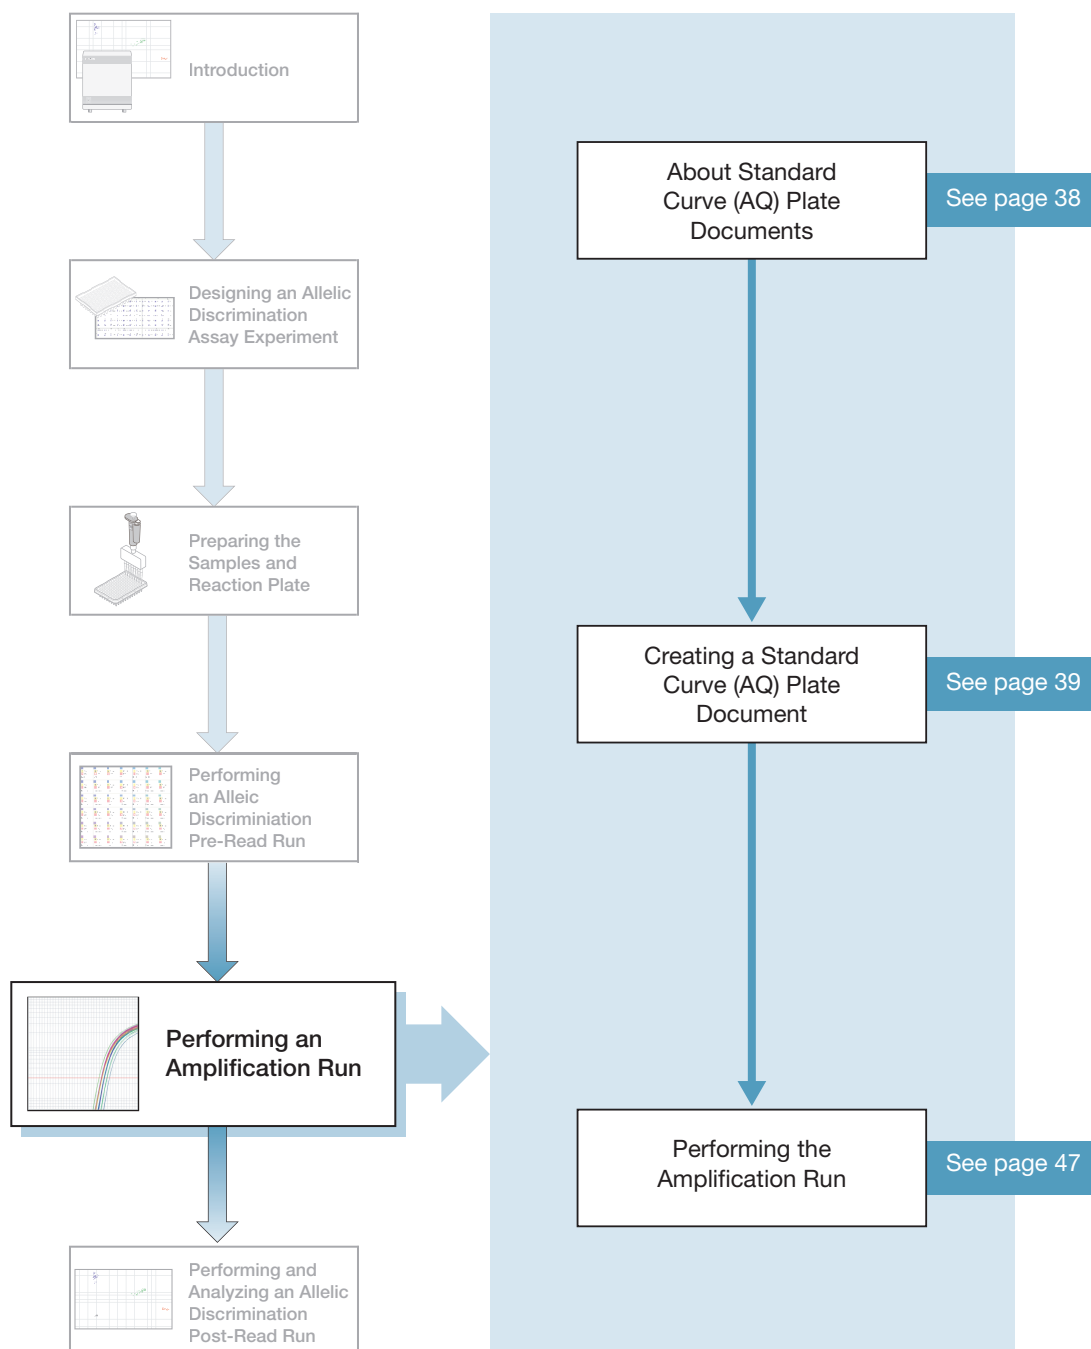 Introduction
Designing an Allelic
Discrimination
Assay Experiment
Preparing the
Samples and
Reaction Plate
Performing
an Alleic
Discriminiation
Pre-Read Run
Performing an
Amplification Run
Performing and
Analyzing an Allelic
Discrimination
Post-Read Run
About Standard
Curve (AQ) Plate
Documents
See page 38
Creating a Standard
Curve (AQ) Plate
Document
See page 39
Performing the
Amplification Run
See page 47